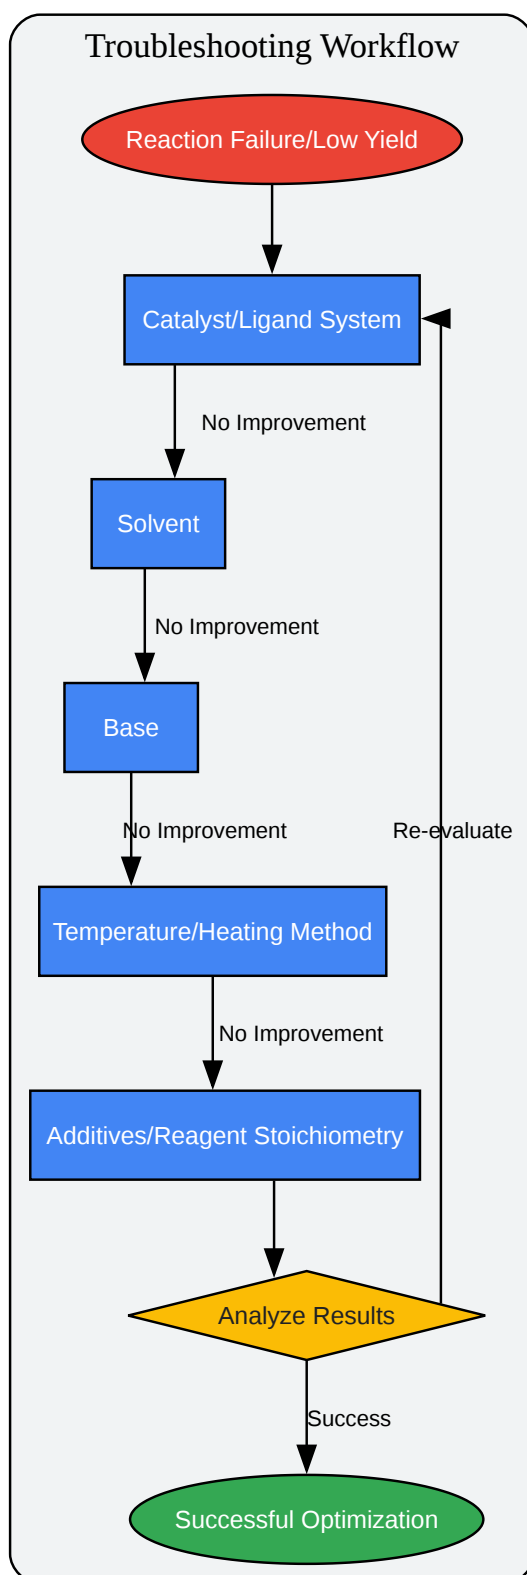 Troubleshooting Workflow
Reaction Failure/Low Yield
Catalyst/Ligand System
No Improvement
Solvent
No Improvement
Base
No Improvement
Re-evaluate
Temperature/Heating Method
No Improvement
Additives/Reagent Stoichiometry
Analyze Results
Success
Successful Optimization